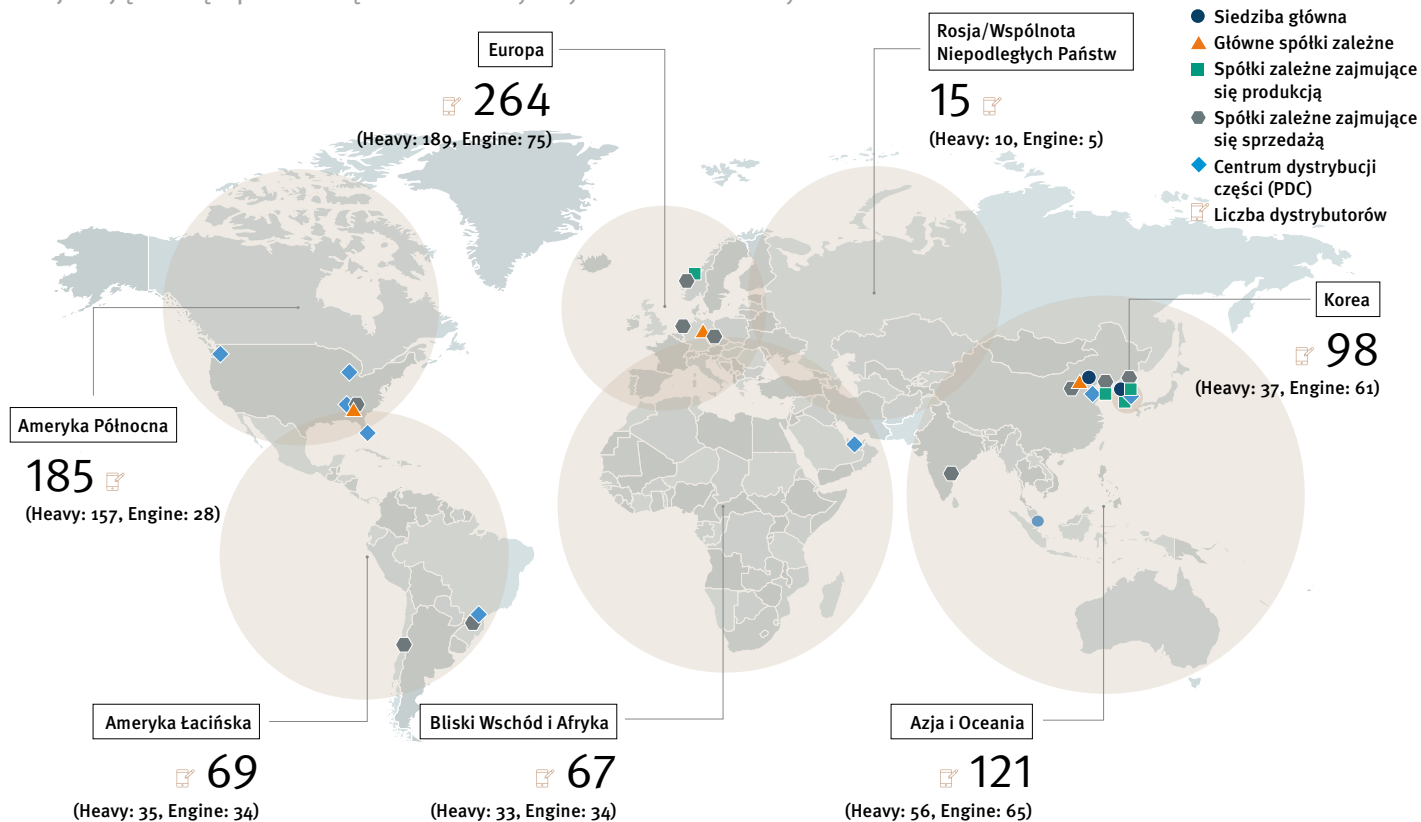 Siedziba główna
Główne spółki zależne
Spółki zależne zajmujące
się produkcją
Spółki zależne zajmujące
się sprzedażą
Centrum dystrybucji
części (PDC)
Liczba dystrybutorów
Europa
264
(Heavy: 189, Engine: 75)
Rosja/Wspólnota
Niepodległych Państw
15
(Heavy: 10, Engine: 5)
Korea
98
(Heavy: 37, Engine: 61)
Ameryka Północna
185
(Heavy: 157, Engine: 28)
Ameryka Łacińska
69
(Heavy: 35, Engine: 34)
Bliski Wschód i Afryka
67
(Heavy: 33, Engine: 34)
Azja i Oceania
121
(Heavy: 56, Engine: 65)